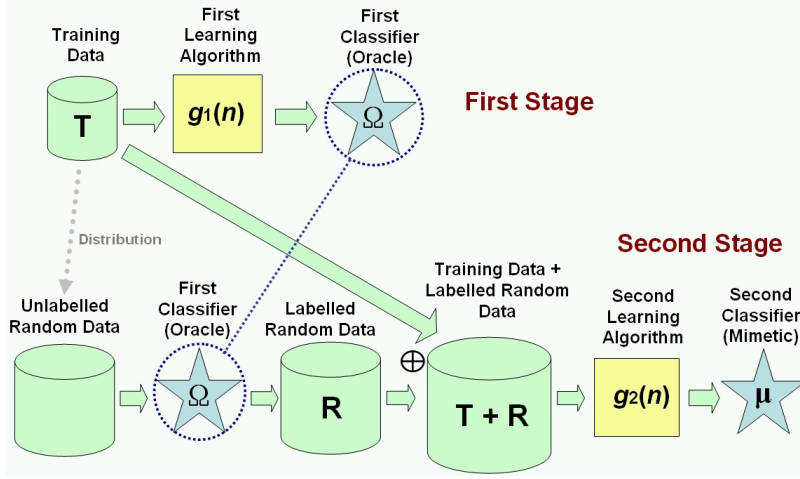 Training
Data
First
Learning
Algorithm
First
Classifier
(Oracle)
T
g1(n)
Ω
First Stage
Distribution
Second Stage
Unlabelled
Random Data
First
Classifier
(Oracle)
Labelled
Random Data
Training Data +
Labelled Random
Data
Second
Learning
Algorithm
Second
Classifier
(Mimetic)
Ω
R
⊕
T + R
g2(n)
μ